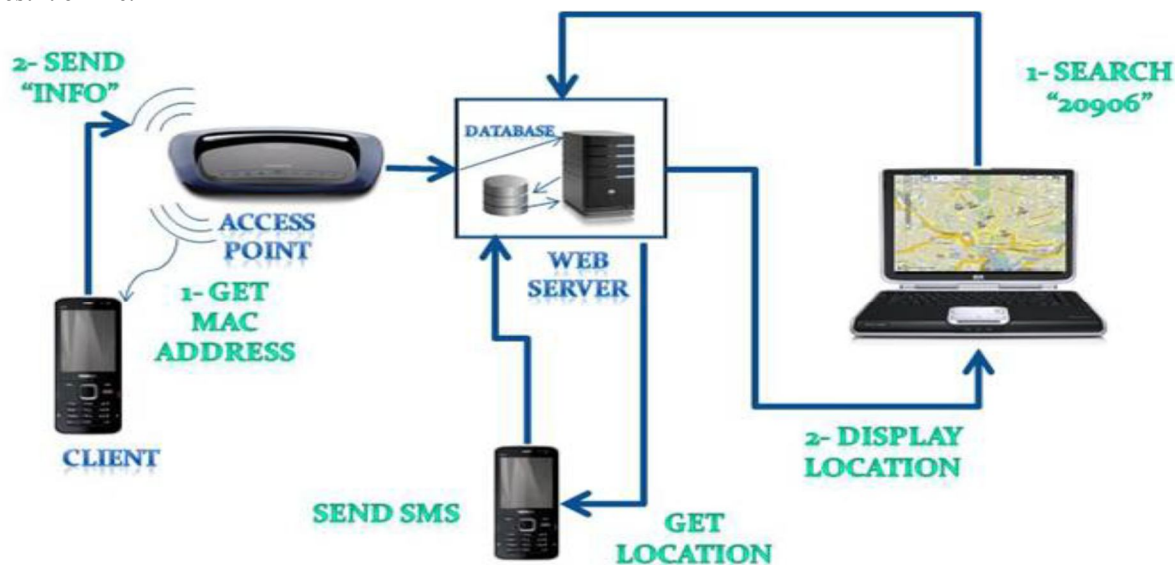 2- SEND
"INFO"
1- SEARCH
"20906"
DATABASE
ACCESS
POINT
WEB
SERVER
1- GET
MAC
ADDRESS
CLIENT
2- DISPLAY
LOCATION
SEND SMS
GET
LOCATION